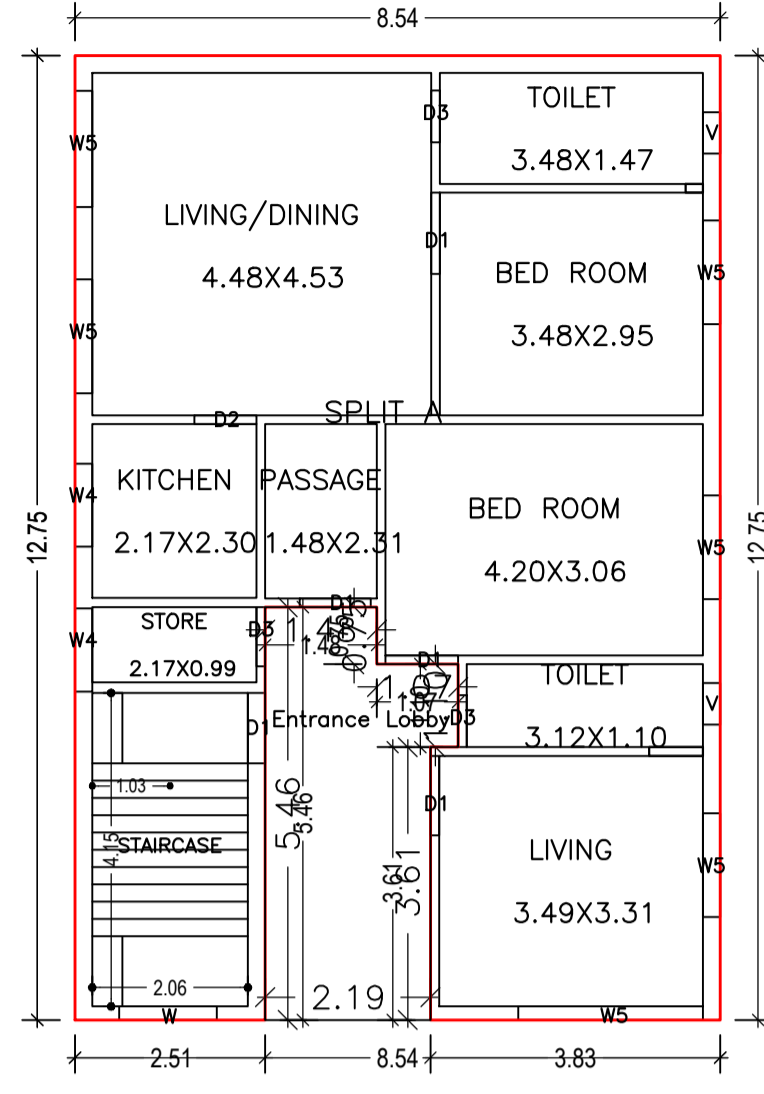 8.54
TOILET
D3
V
W5
3.48X1.47
LIVING/DINING
D1
4.48X4.53
BED ROOM
W5
3.48X2.95
W5
SPLIT A
D2
KITCHEN
PASSAGE
W4
BED ROOM
12.75
12.75
2.17X2.30
1.48X2.31
W5
4.20X3.06
STORE
D1
W4
D3
1.48
2.17X0.99
D1
TOILET
V
1.07
Entrance Lobby
D3
D1
3.12X1.10
1.03
5.46
5.46
D1
4.15
STAIRCASE
LIVING
W5
3.61
3.61
3.49X3.31
2.06
2.19
W
W5
2.51
8.54
3.83